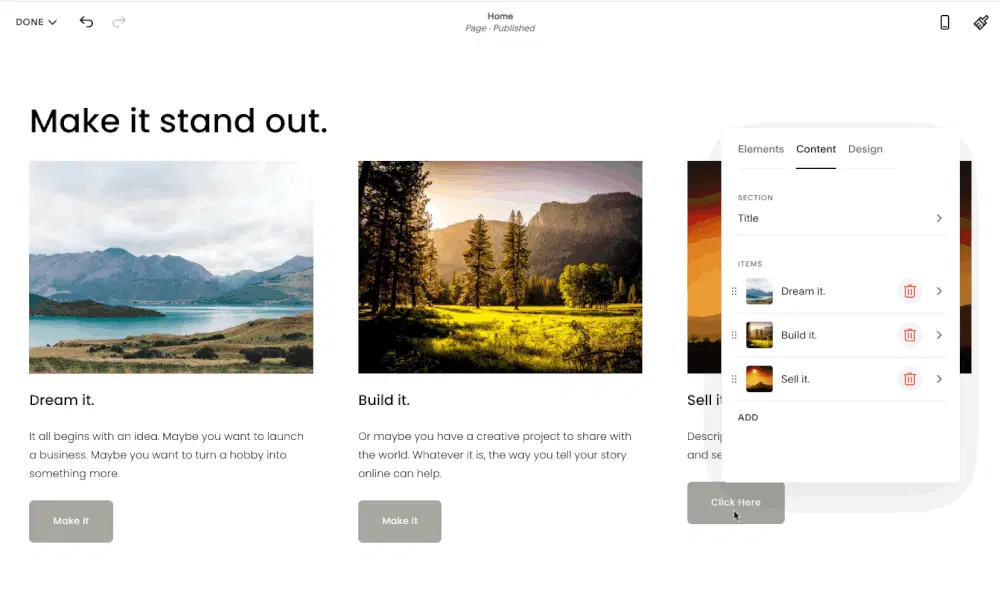 DONE
Home
Page · Published
Make it stand out.
Elements Content Design
SECTION
Title
ITEMS
Dream it.
Build it.
Sell it.
ADD
Dream it.
It all begins with an idea. Maybe you want to launch
a business. Maybe you want to turn a hobby into
something more.
Make It
Build it.
Or maybe you have a creative project to share with
the world. Whatever it is, the way you tell your story
online can help.
Make It
Sell
and
Click Here